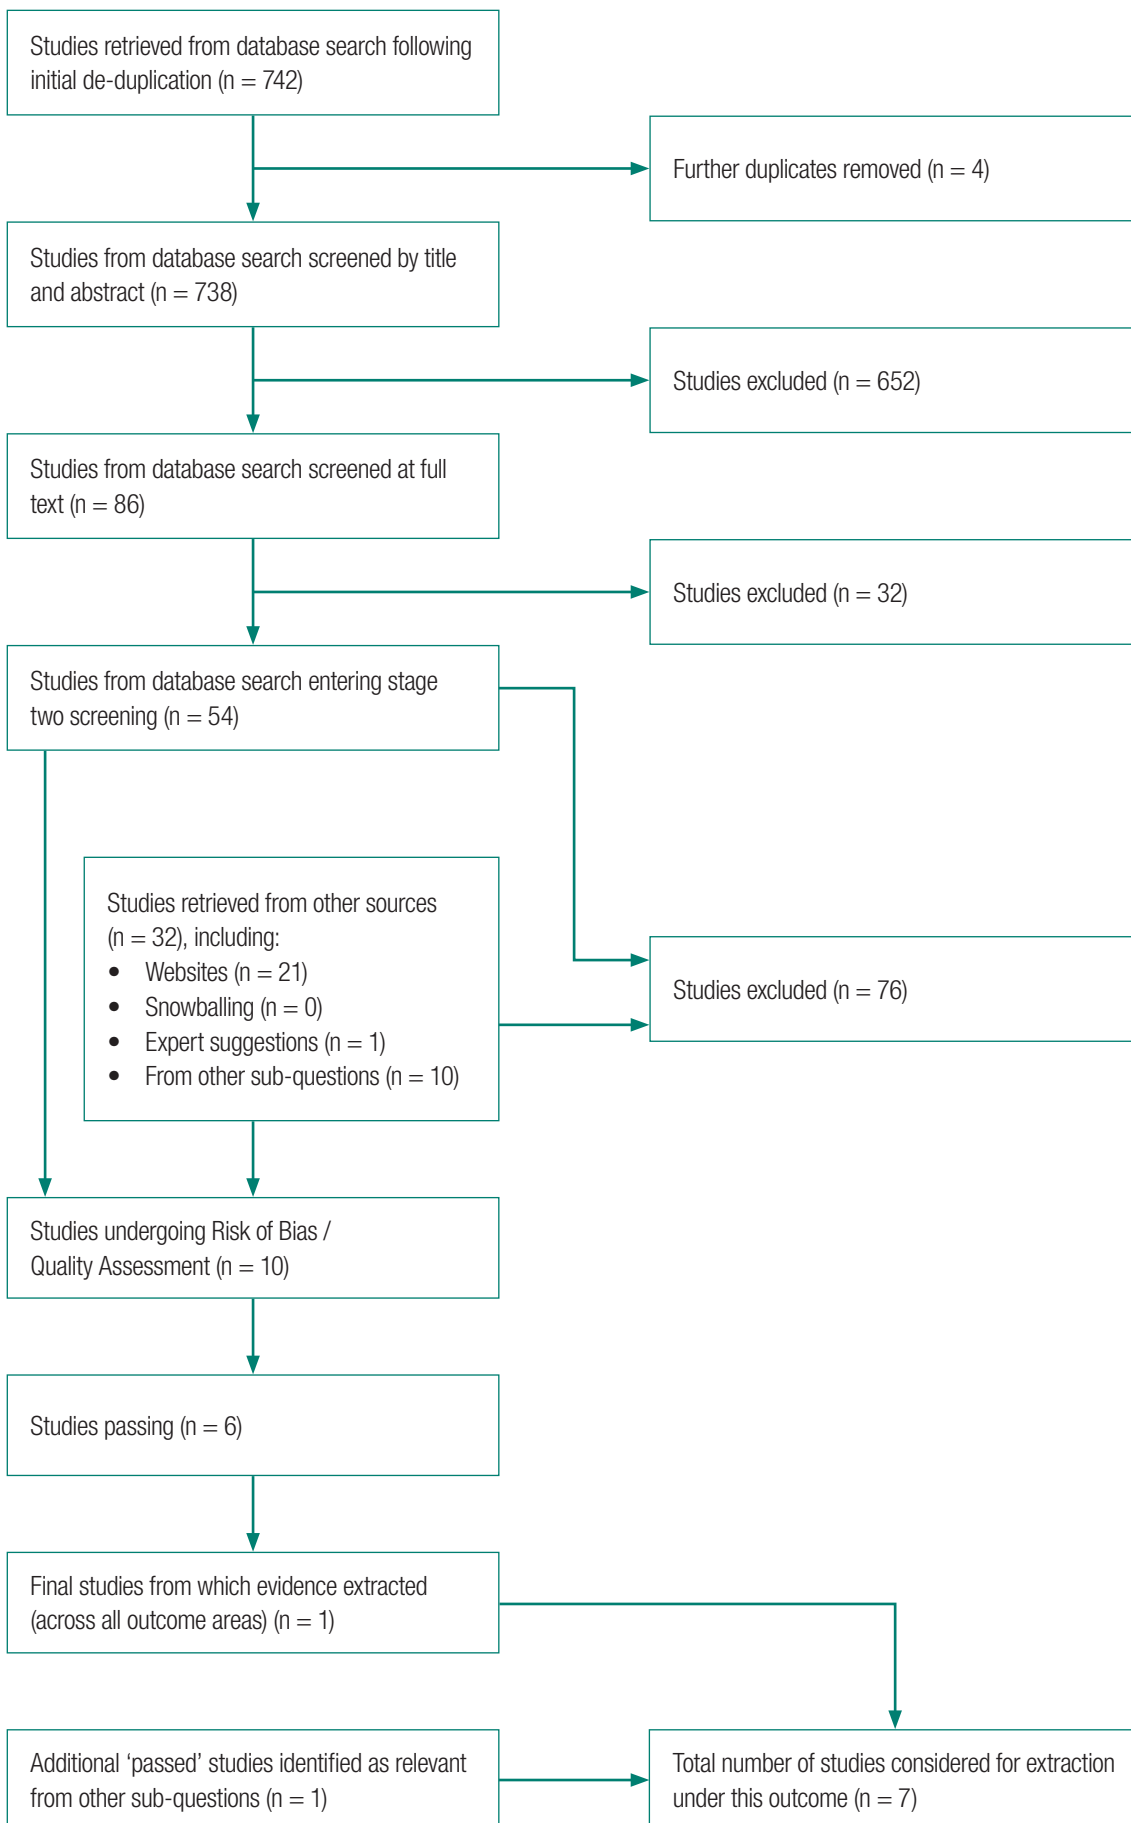 Studies retrieved from database search following
initial de-duplication (n = 742)
Further duplicates removed (n = 4)
Studies from database search screened by title
and abstract (n = 738)
Studies excluded (n = 652)
Studies from database search screened at full
text (n = 86)
Studies excluded (n = 32)
Studies from database search entering stage
two screening (n = 54)
Studies retrieved from other sources
(n = 32), including:
• Websites (n = 21)
• Snowballing (n = 0)
• Expert suggestions (n = 1)
• From other sub-questions (n = 10)
Studies excluded (n = 76)
Studies undergoing Risk of Bias /
Quality Assessment (n = 10)
Studies passing (n = 6)
Final studies from which evidence extracted
(across all outcome areas) (n = 1)
Additional ‘passed’ studies identified as relevant
from other sub-questions (n = 1)
Total number of studies considered for extraction
under this outcome (n = 7)